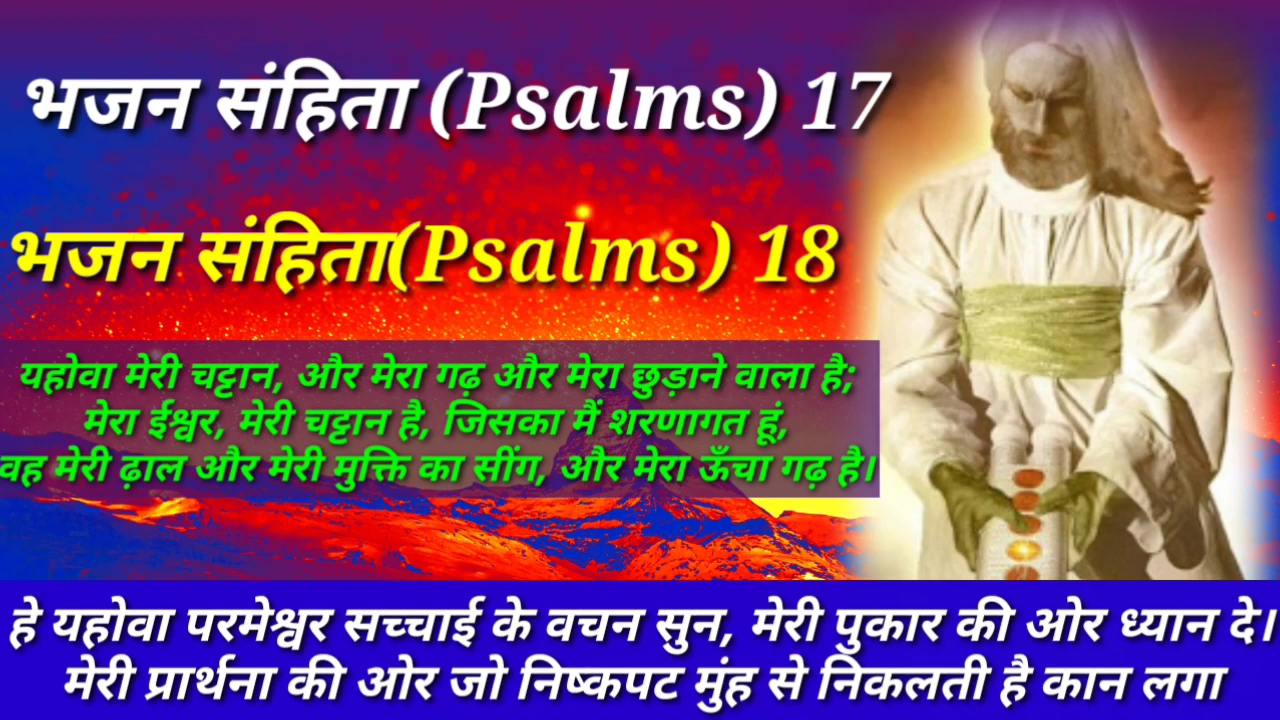 भजन संहिता (Psalms) 17
भजन संहिता(Psalms) 18
यहोवा मेरी चट्टान, और मेरा गढ़ और मेरा छुड़ाने वाला है;
मेरा ईश्वर, मेरी चट्टान है, जिसका मैं शरणागत हूं,
वह मेरी ढ़ाल और मेरी मुक्ति का सींग, और मेरा ऊँचा गढ़ है।
हे यहोवा परमेश्वर सच्चाई के वचन सुन, मेरी पुकार की ओर ध्यान दे।
मेरी प्रार्थना की ओर जो निष्कपट मुंह से निकलती है कान लगा